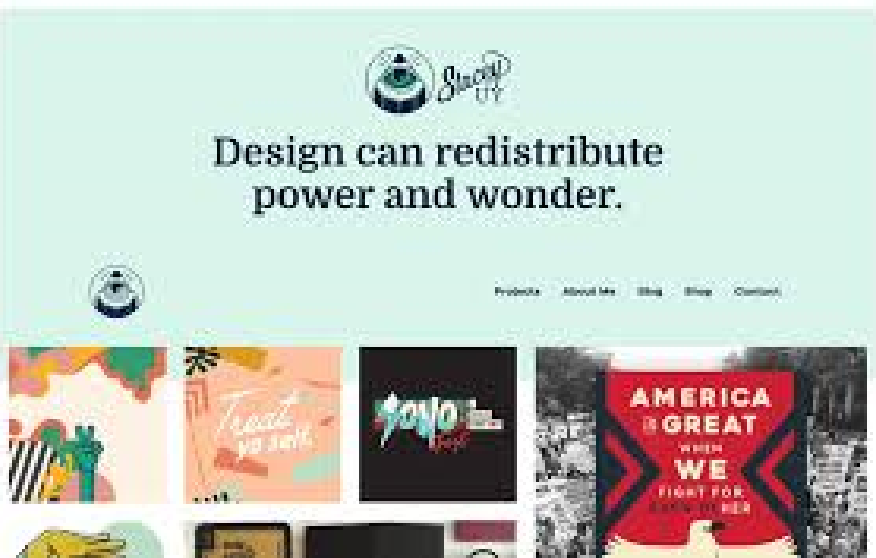 Stacey
UY
Design can redistribute
power and wonder.
Projects About Me Blog Shop Contact
Treat
yo self.
YoYo
AMERICA
IS GREAT
WHEN
WE
FIGHT FOR